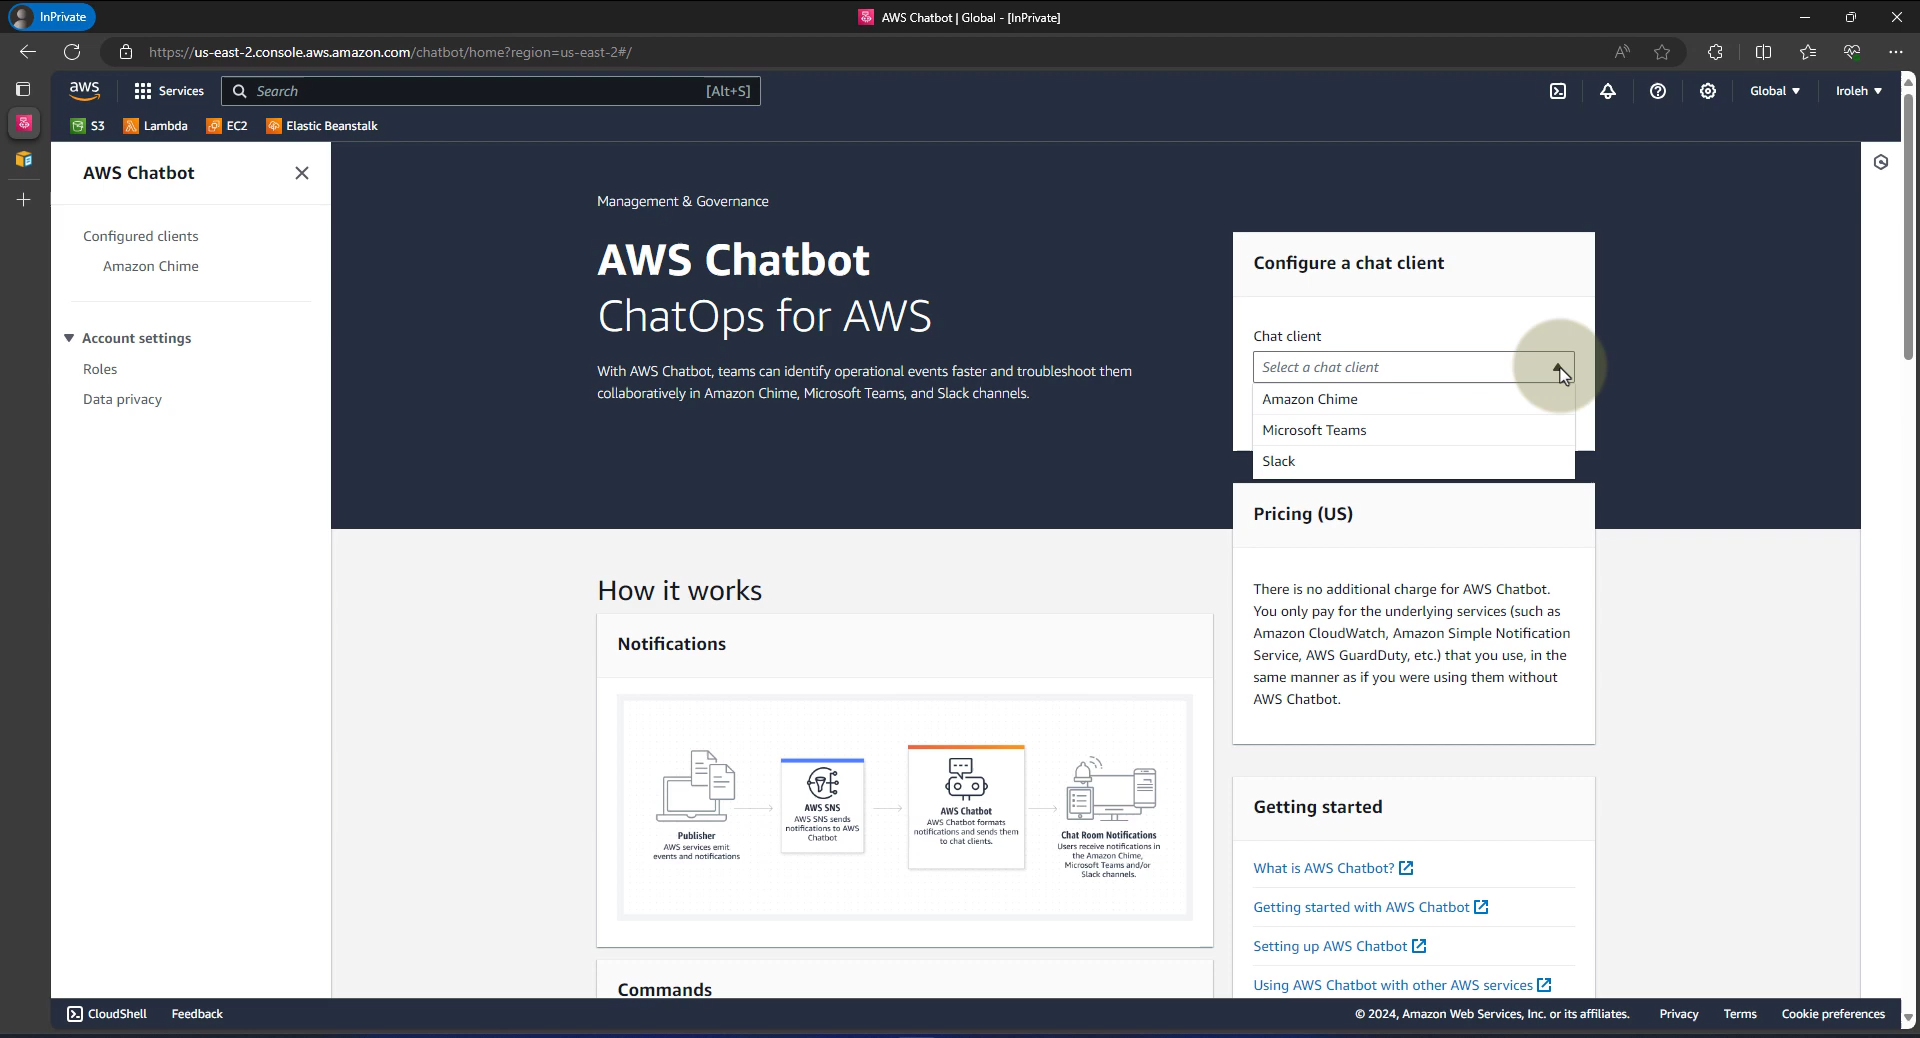 InPrivate
AWS Chatbot | Global - [InPrivate]
https://us-east-2.console.aws.amazon.com/chatbot/home?region=us-east-2#/
aws
Services
Search
[Alt+S]
Global
Iroleh
S3
Lambda
EC2
Elastic Beanstalk
AWS Chatbot
Configured clients
Amazon Chime
Account settings
Roles
Data privacy
Management & Governance
AWS Chatbot
ChatOps for AWS
With AWS Chatbot, teams can identify operational events faster and troubleshoot them
collaboratively in Amazon Chime, Microsoft Teams, and Slack channels.
Configure a chat client
Chat client
Select a chat client
Amazon Chime
Microsoft Teams
Slack
Pricing (US)
There is no additional charge for AWS Chatbot.
You only pay for the underlying services (such as
Amazon CloudWatch, Amazon Simple Notification
Service, AWS GuardDuty, etc.) that you use, in the
same manner as if you were using them without
AWS Chatbot.
How it works
Notifications
Publisher
AWS services emit
events and notifications
AWS SNS
AWS SNS sends
notifications to AWS
Chatbot
AWS Chatbot
AWS Chatbot formats
notifications and sends them
to chat clients.
Chat Room Notifications
Users receive notifications in
the Amazon Chime,
Microsoft Teams and/or
Slack channels.
Commands
Getting started
What is AWS Chatbot?
Getting started with AWS Chatbot
Setting up AWS Chatbot
Using AWS Chatbot with other AWS services
CloudShell
Feedback
© 2024, Amazon Web Services, Inc. or its affiliates.
Privacy
Terms
Cookie preferences